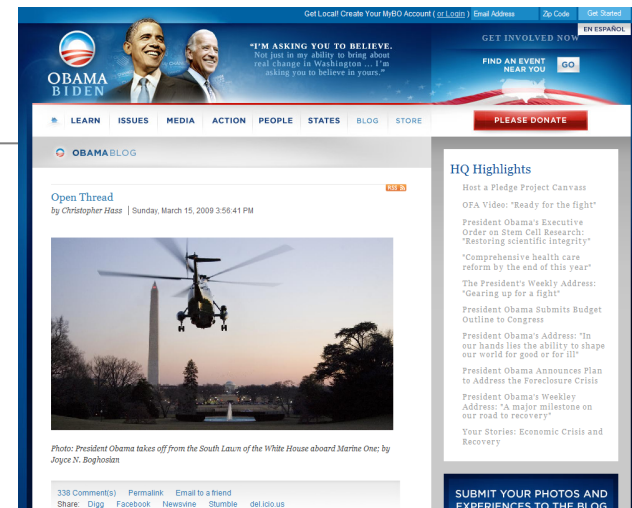 Get Local! Create Your MyBO Account ( or Login ) Email Address Zip Code Get Started
EN ESPAÑOL
OBAMA
BIDEN
"I'M ASKING YOU TO BELIEVE.
Not just in my ability to bring about
real change in Washington ... I'm
asking you to believe in yours."
GET INVOLVED NOW
FIND AN EVENT
NEAR YOU
GO
LEARN ISSUES MEDIA ACTION PEOPLE STATES BLOG STORE
PLEASE DONATE
OBAMABLOG
RSS
Open Thread
by Christopher Hass | Sunday, March 15, 2009 3:56:41 PM
Photo: President Obama takes off from the South Lawn of the White House aboard Marine One; by
Joyce N. Boghosian
338 Comment(s) Permalink Email to a friend
Share: Digg Facebook Newsvine Stumble del.icio.us
HQ Highlights
Host a Pledge Project Canvass
OFA Video: "Ready for the fight"
President Obama's Executive
Order on Stem Cell Research:
"Restoring scientific integrity"
"Comprehensive health care
reform by the end of this year"
The President's Weekly Address:
"Gearing up for a fight"
President Obama Submits Budget
Outline to Congress
President Obama's Address: "In
our hands lies the ability to shape
our world for good or for ill"
President Obama Announces Plan
to Address the Foreclosure Crisis
President Obama's Weekley
Address: "A major milestone on
our road to recovery"
Your Stories: Economic Crisis and
Recovery
SUBMIT YOUR PHOTOS AND
EXPERIENCES TO THE BLOG